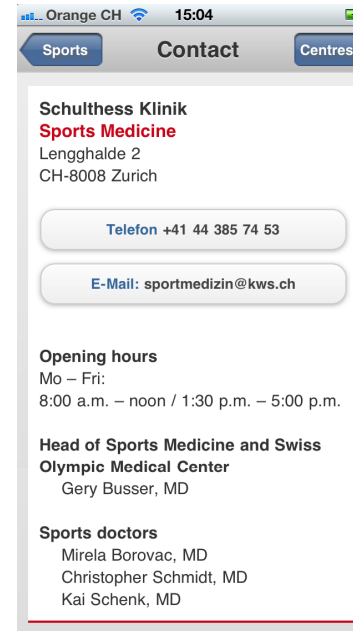 Orange CH 15:04
Sports Contact Centres
Schulthess Klinik
Sports Medicine
Lengghalde 2
CH-8008 Zurich
Telefon +41 44 385 74 53
E-Mail: sportmedizin@kws.ch
Opening hours
Mo – Fri:
8:00 a.m. – noon / 1:30 p.m. – 5:00 p.m.
Head of Sports Medicine and Swiss
Olympic Medical Center
Gery Busser, MD
Sports doctors
Mirela Borovac, MD
Christopher Schmidt, MD
Kai Schenk, MD